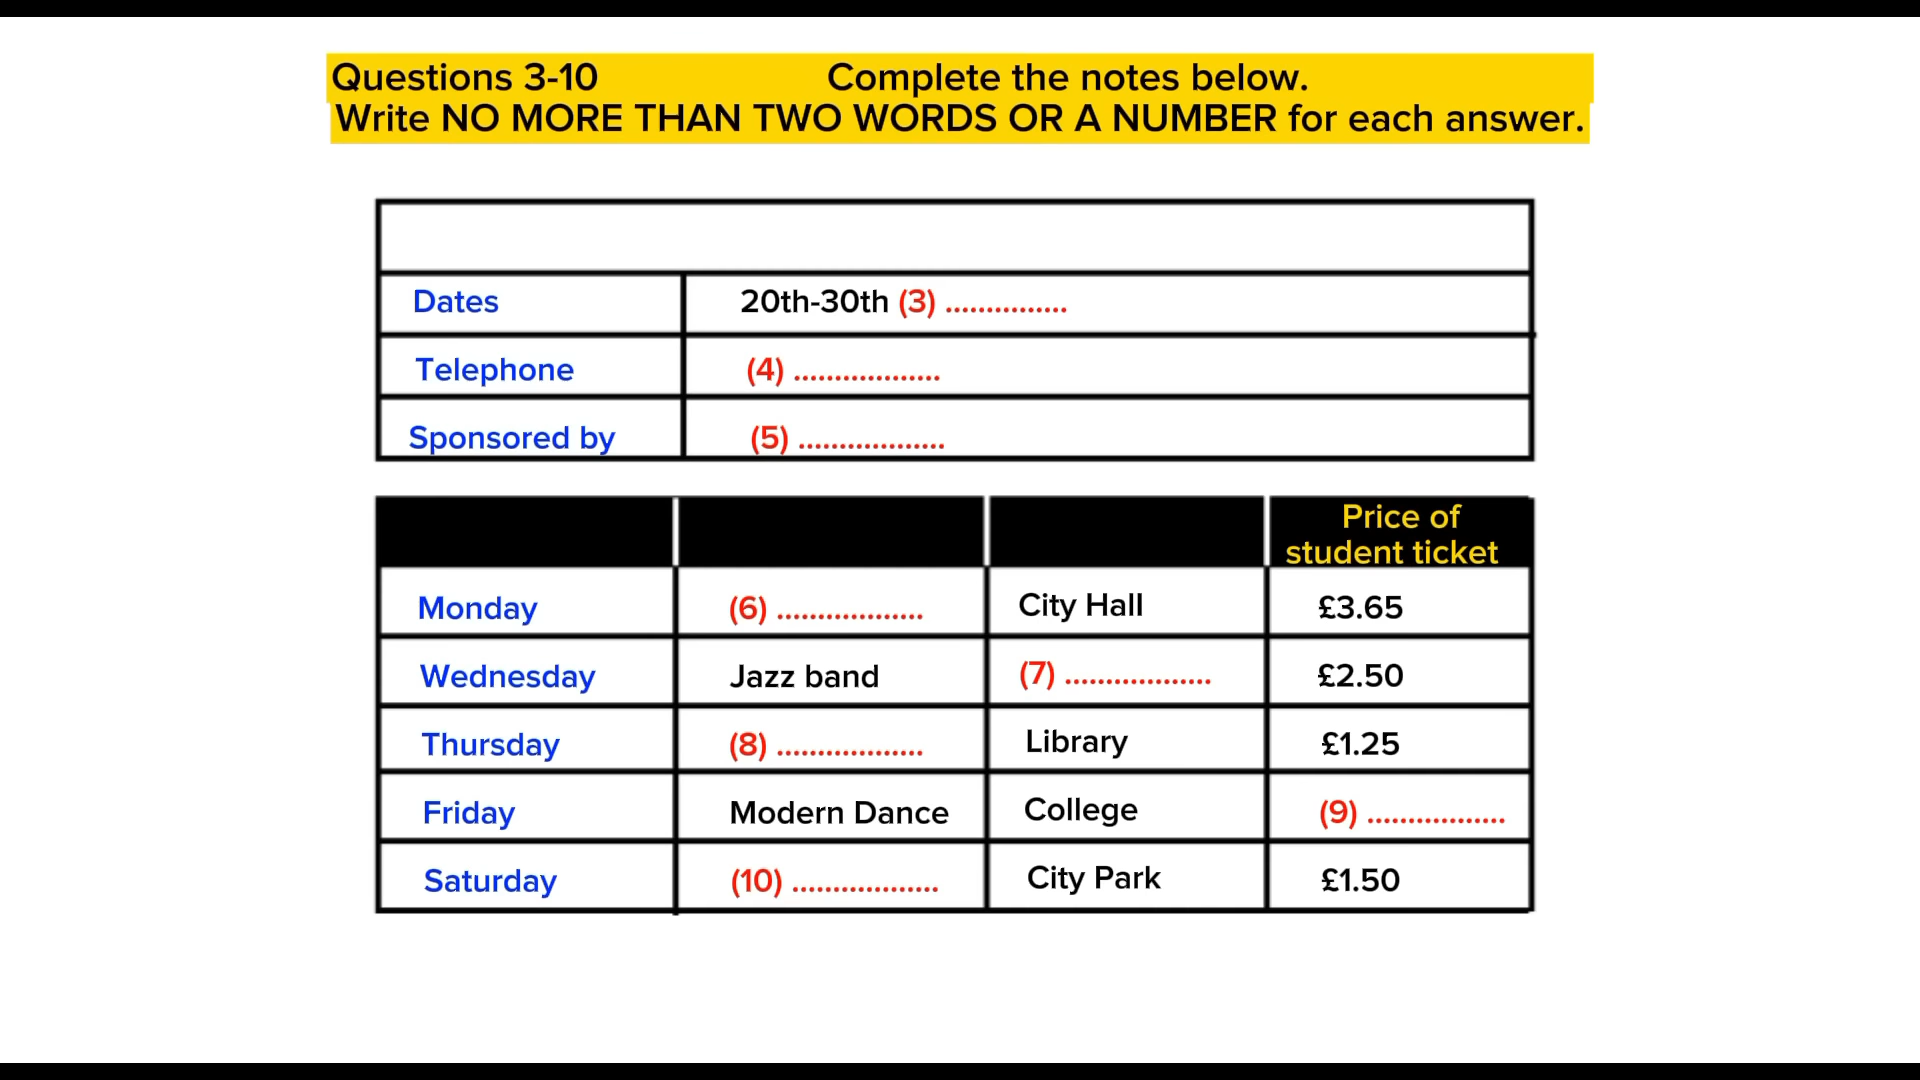 Questions 3-10 Complete the notes below.
Write NO MORE THAN TWO WORDS OR A NUMBER for each answer.
Dates 20th-30th (3) ...............
Telephone (4) ..................
Sponsored by (5) ..................
Price of
student ticket
Monday (6) .................. City Hall £3.65
Wednesday Jazz band (7) .................. £2.50
Thursday (8) .................. Library £1.25
Friday Modern Dance College (9) .................
Saturday (10) .................. City Park £1.50